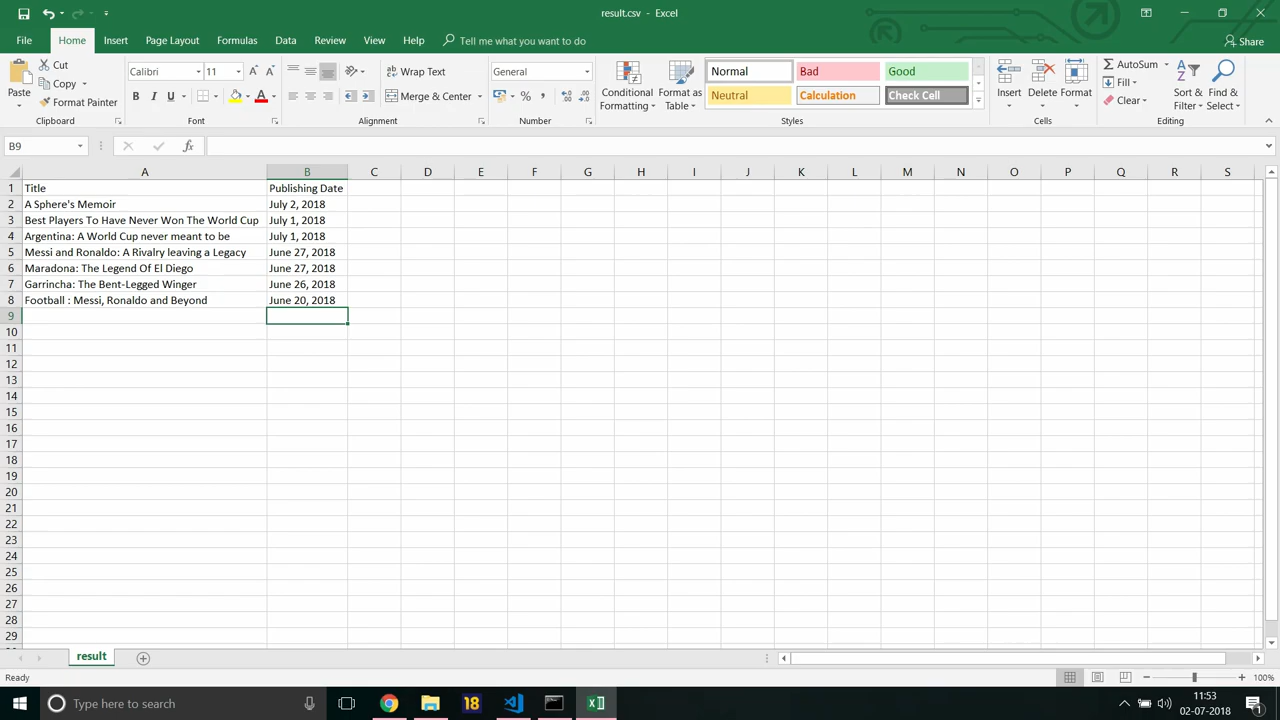 result.csv - Excel
File Home Insert Page Layout Formulas Data Review View Help Tell me what you want to do Share
Paste
Cut
Copy
Format Painter
Clipboard
Calibri 11
B I U
Font
Wrap Text
Merge & Center
Alignment
General
%
Number
Conditional Formatting
Format as Table
Normal Bad Good
Neutral Calculation Check Cell
Styles
Insert Delete Format
Cells
AutoSum
Fill
Clear
Sort & Filter
Find & Select
Editing
B9 fx
A B C D E F G H I J K L M N O P Q R S
1 Title Publishing Date
2 A Sphere's Memoir July 2, 2018
3 Best Players To Have Never Won The World Cup July 1, 2018
4 Argentina: A World Cup never meant to be July 1, 2018
5 Messi and Ronaldo: A Rivalry leaving a Legacy June 27, 2018
6 Maradona: The Legend Of El Diego June 27, 2018
7 Garrincha: The Bent-Legged Winger June 26, 2018
8 Football : Messi, Ronaldo and Beyond June 20, 2018
9
10
11
12
13
14
15
16
17
18
19
20
21
22
23
24
25
26
27
28
29
result
Ready 100%
Type here to search
18
11:53
02-07-2018
1